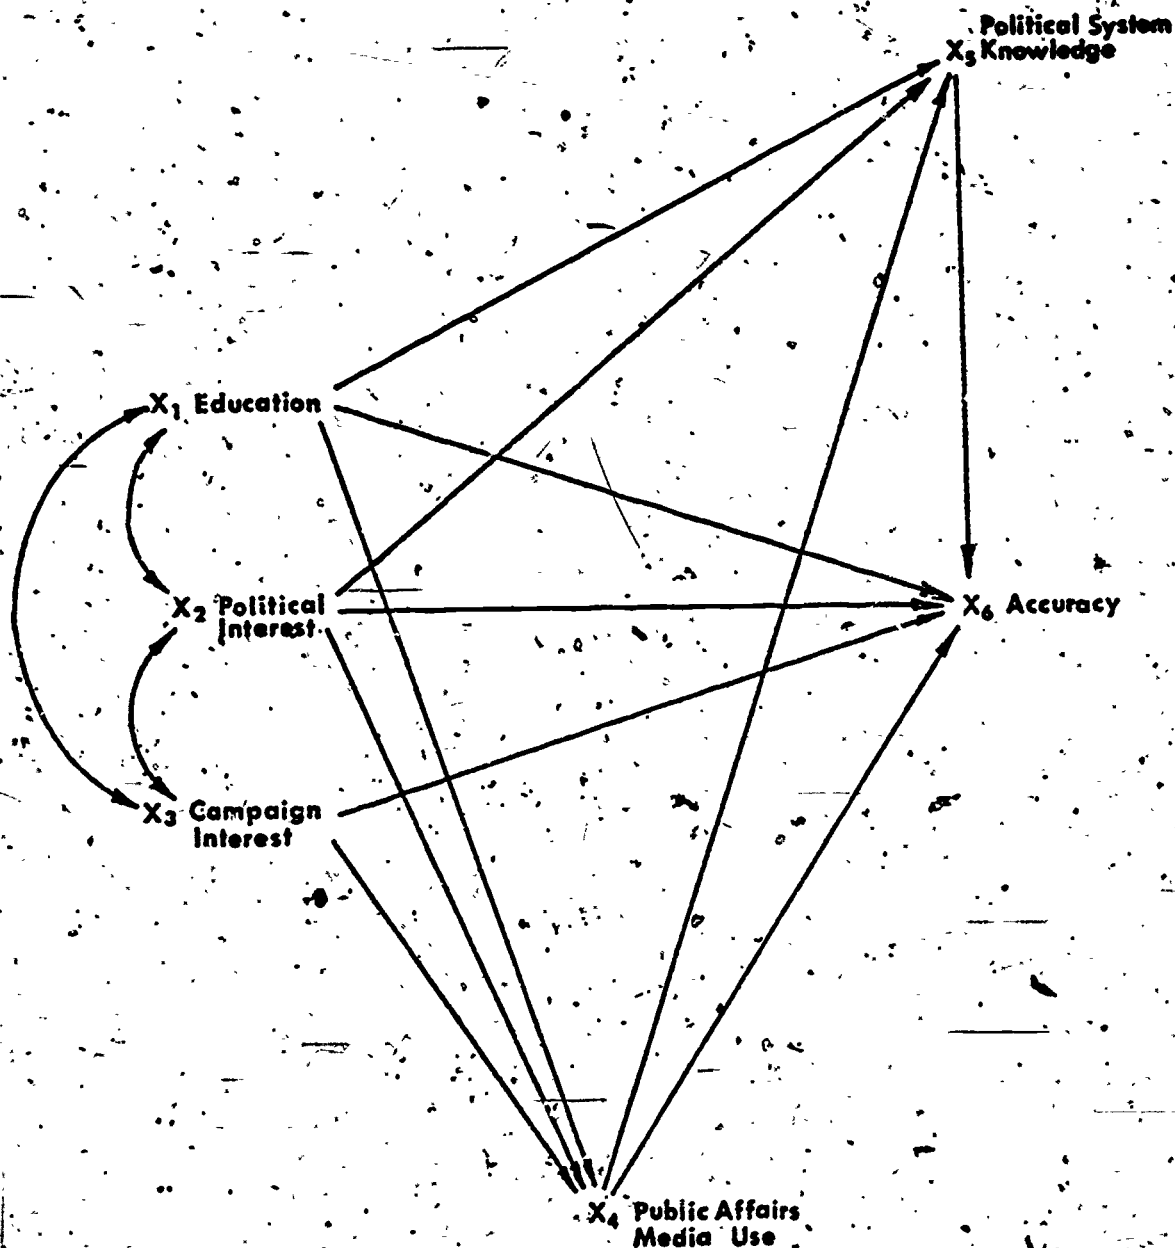 Political System
X5 Knowledge
X1 Education
X2 Political
Interest
X6 Accuracy
X3 Campaign
Interest
X4 Public Affairs
Media Use